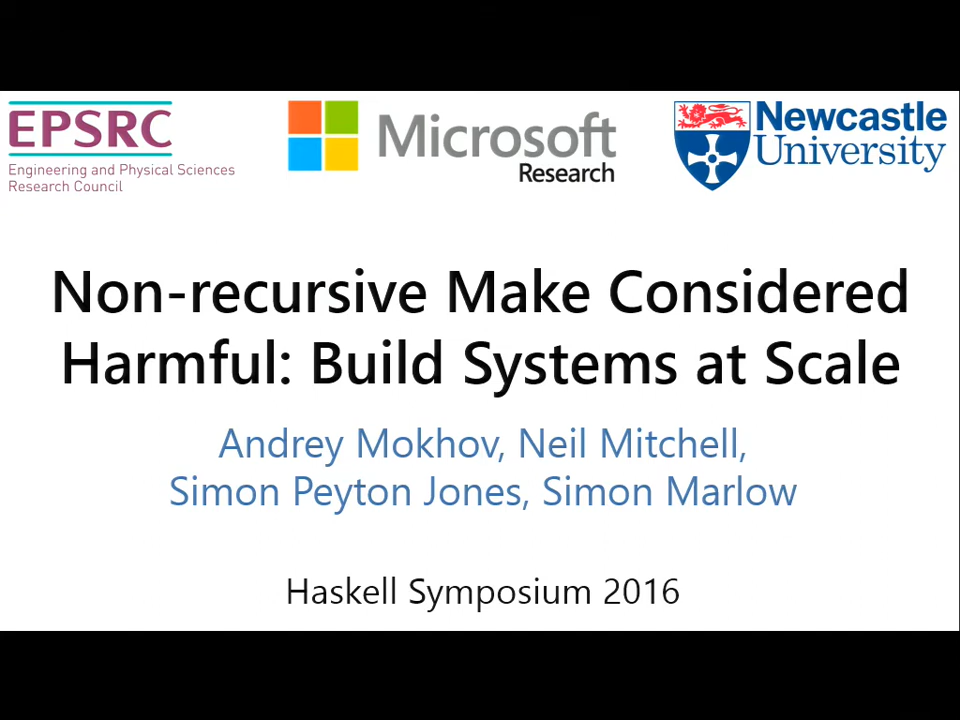 EPSRC
Engineering and Physical Sciences
Research Council
Microsoft
Research
Newcastle
University
Non-recursive Make Considered
Harmful: Build Systems at Scale
Andrey Mokhov, Neil Mitchell,
Simon Peyton Jones, Simon Marlow
Haskell Symposium 2016